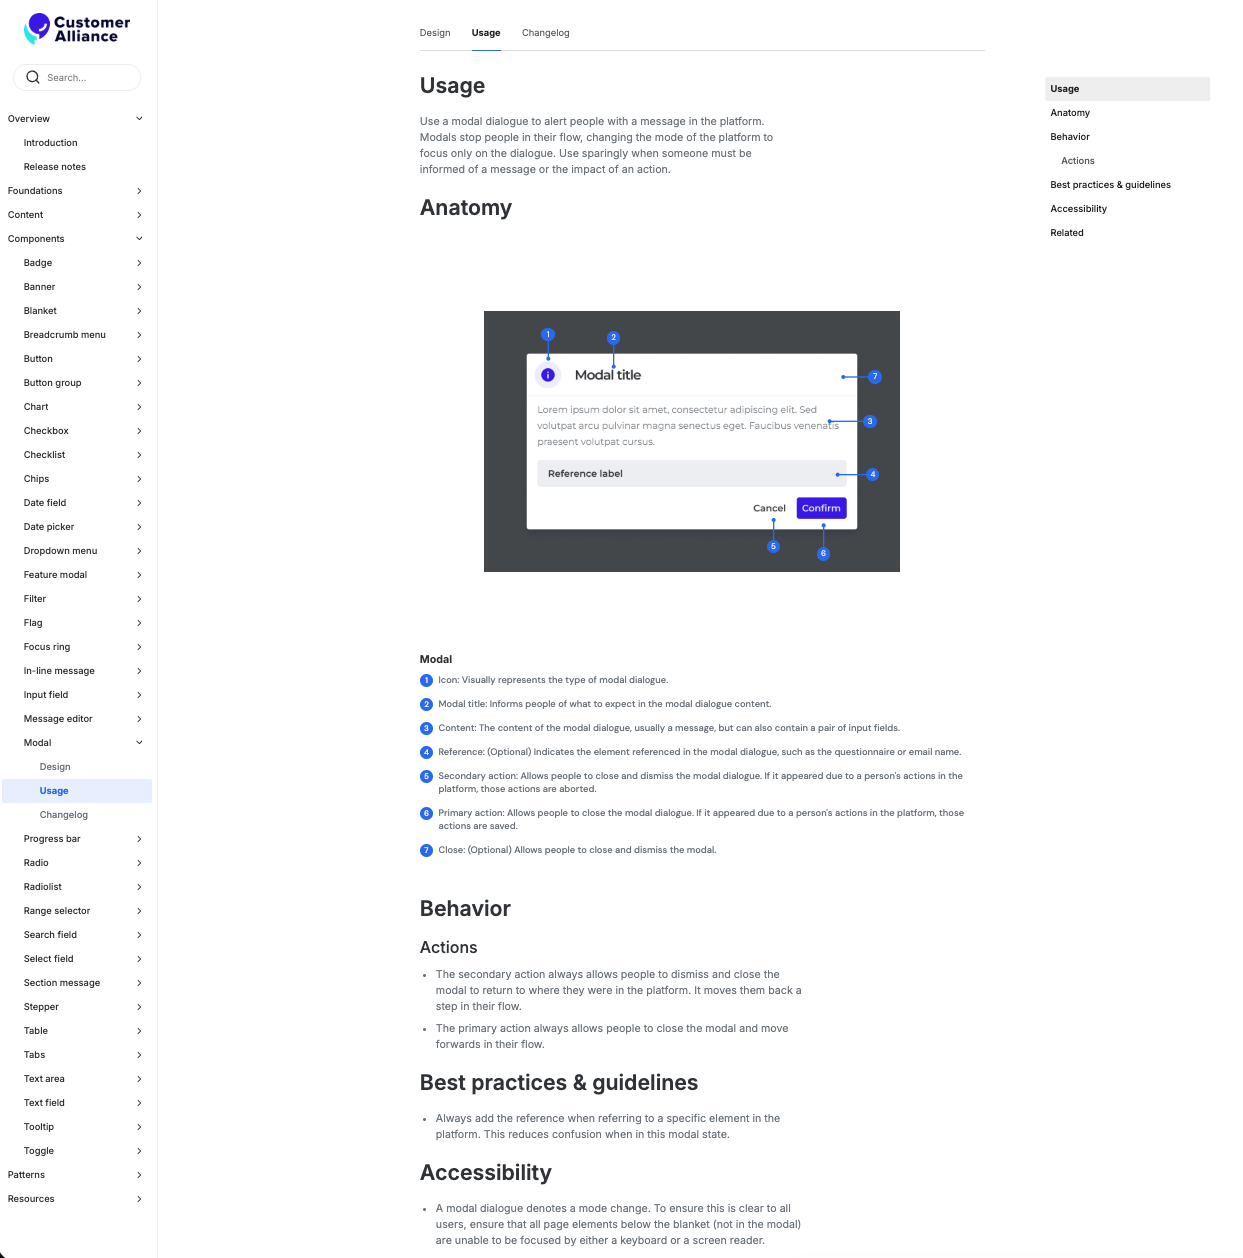 Customer
Alliance
Search...
Overview
Introduction
Release notes
Foundations
Content
Components
Badge
Banner
Blanket
Breadcrumb menu
Button
Button group
Chart
Checkbox
Checklist
Chips
Date field
Date picker
Dropdown menu
Feature modal
Filter
Flag
Focus ring
In-line message
Input field
Message editor
Modal
Design
Usage
Changelog
Progress bar
Radio
Radiolist
Range selector
Search field
Select field
Section message
Stepper
Table
Tabs
Text area
Text field
Tooltip
Toggle
Patterns
Resources
Design Usage Changelog
Usage
Use a modal dialogue to alert people with a message in the platform.
Modals stop people in their flow, changing the mode of the platform to
focus only on the dialogue. Use sparingly when someone must be
informed of a message or the impact of an action.
Anatomy
1
2
i
Modal title
7
Lorem ipsum dolor sit amet, consectetur adipiscing elit. Sed
volutpat arcu pulvinar magna senectus eget. Faucibus venenatis
praesent volutpat cursus.
3
Reference label
4
Cancel Confirm
5
6
Modal
1 Icon: Visually represents the type of modal dialogue.
2 Modal title: Informs people of what to expect in the modal dialogue content.
3 Content: The content of the modal dialogue, usually a message, but can also contain a pair of input fields.
4 Reference: (Optional) Indicates the element referenced in the modal dialogue, such as the questionnaire or email name.
5 Secondary action: Allows people to close and dismiss the modal dialogue. If it appeared due to a person's actions in the
platform, those actions are aborted.
6 Primary action: Allows people to close the modal dialogue. If it appeared due to a person's actions in the platform, those
actions are saved.
7 Close: (Optional) Allows people to close and dismiss the modal.
Behavior
Actions
• The secondary action always allows people to dismiss and close the
modal to return to where they were in the platform. It moves them back a
step in their flow.
• The primary action always allows people to close the modal and move
forwards in their flow.
Best practices & guidelines
• Always add the reference when referring to a specific element in the
platform. This reduces confusion when in this modal state.
Accessibility
• A modal dialogue denotes a mode change. To ensure this is clear to all
users, ensure that all page elements below the blanket (not in the modal)
are unable to be focused by either a keyboard or a screen reader.
Usage
Anatomy
Behavior
Actions
Best practices & guidelines
Accessibility
Related